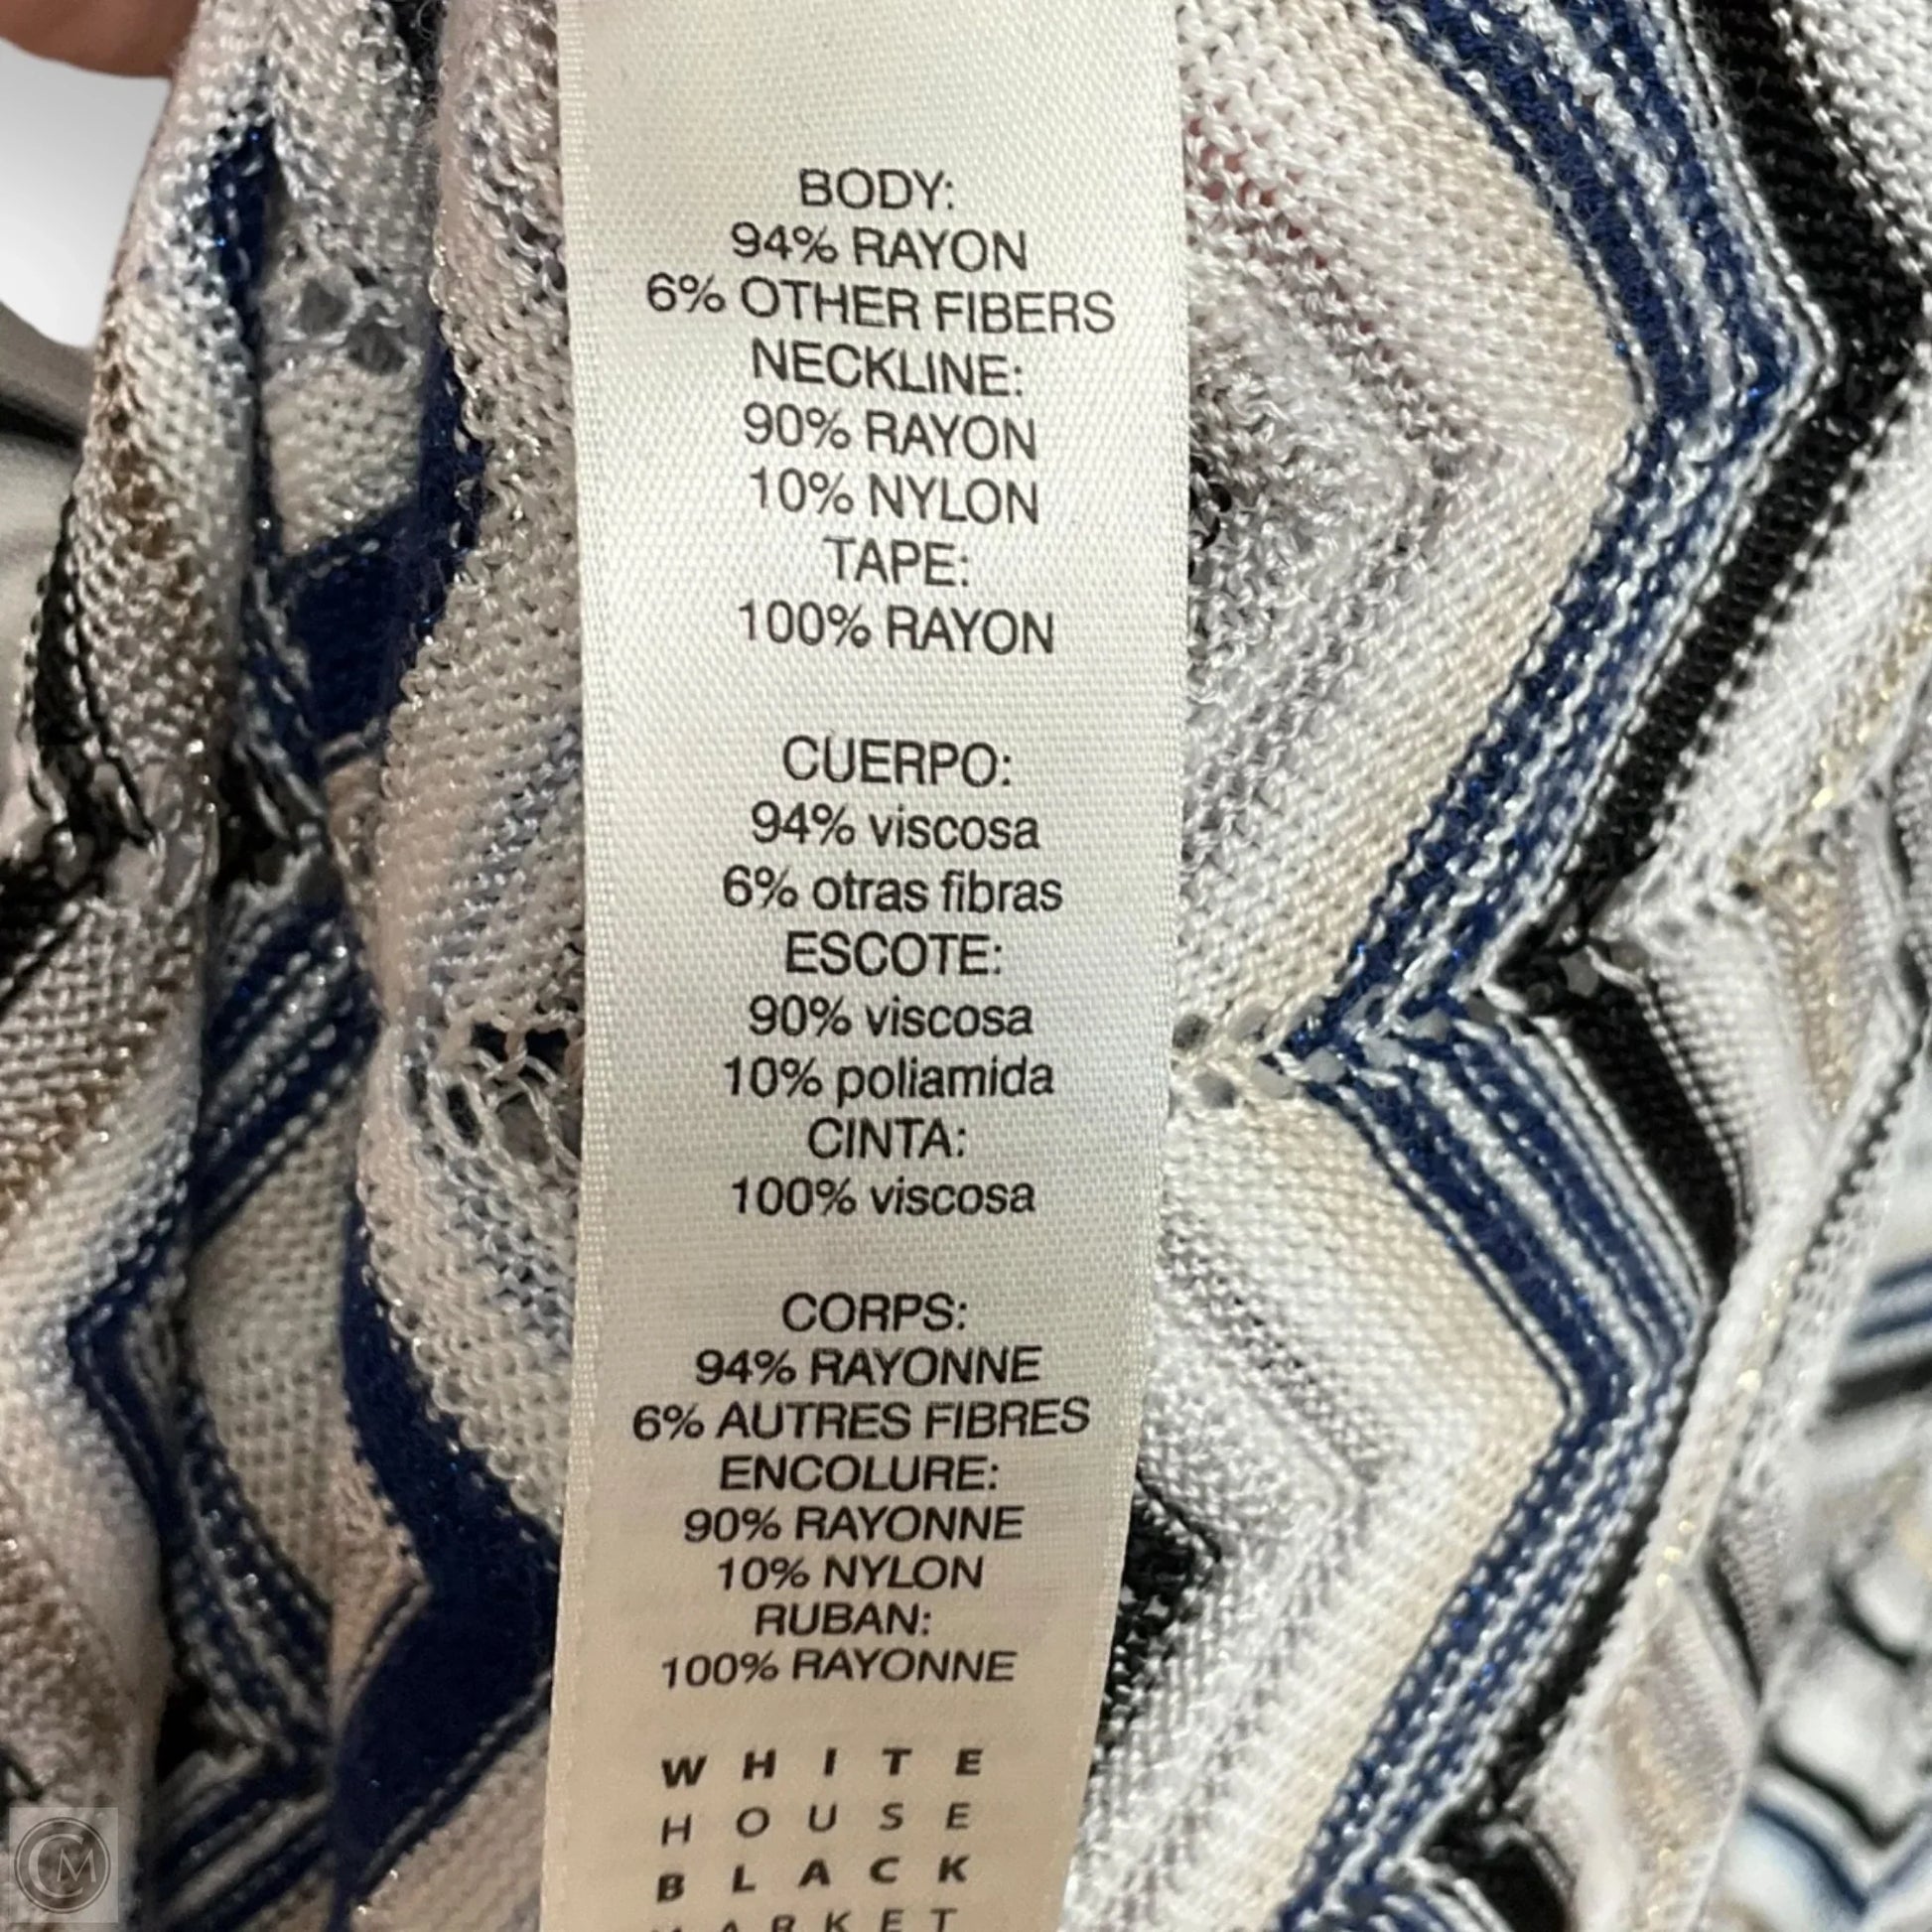 BODY:
94% RAYON
6% OTHER FIBERS
NECKLINE:
90% RAYON
10% NYLON
TAPE:
100% RAYON
CUERPO:
94% viscosa
6% otras fibras
ESCOTE:
90% viscosa
10% poliamida
CINTA:
100% viscosa
CORPS:
94% RAYONNE
6% AUTRES FIBRES
ENCOLURE:
90% RAYONNE
10% NYLON
RUBAN:
100% RAYONNE
WHITE
HOUSE
BLACK
MARKET
CM